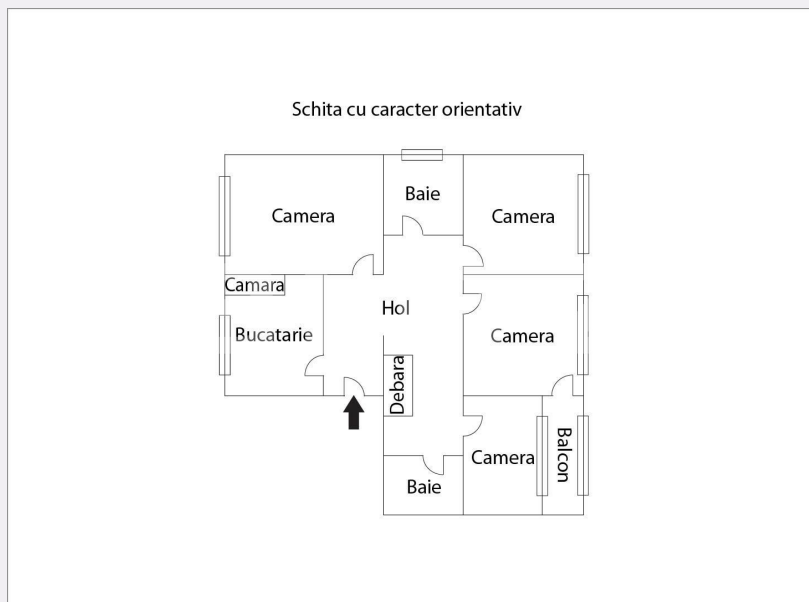 Schita cu caracter orientativ
Baie
Camera
Camera
Camara
Hol
Bucatarie
Camera
Debara
Balcon
Camera
Baie